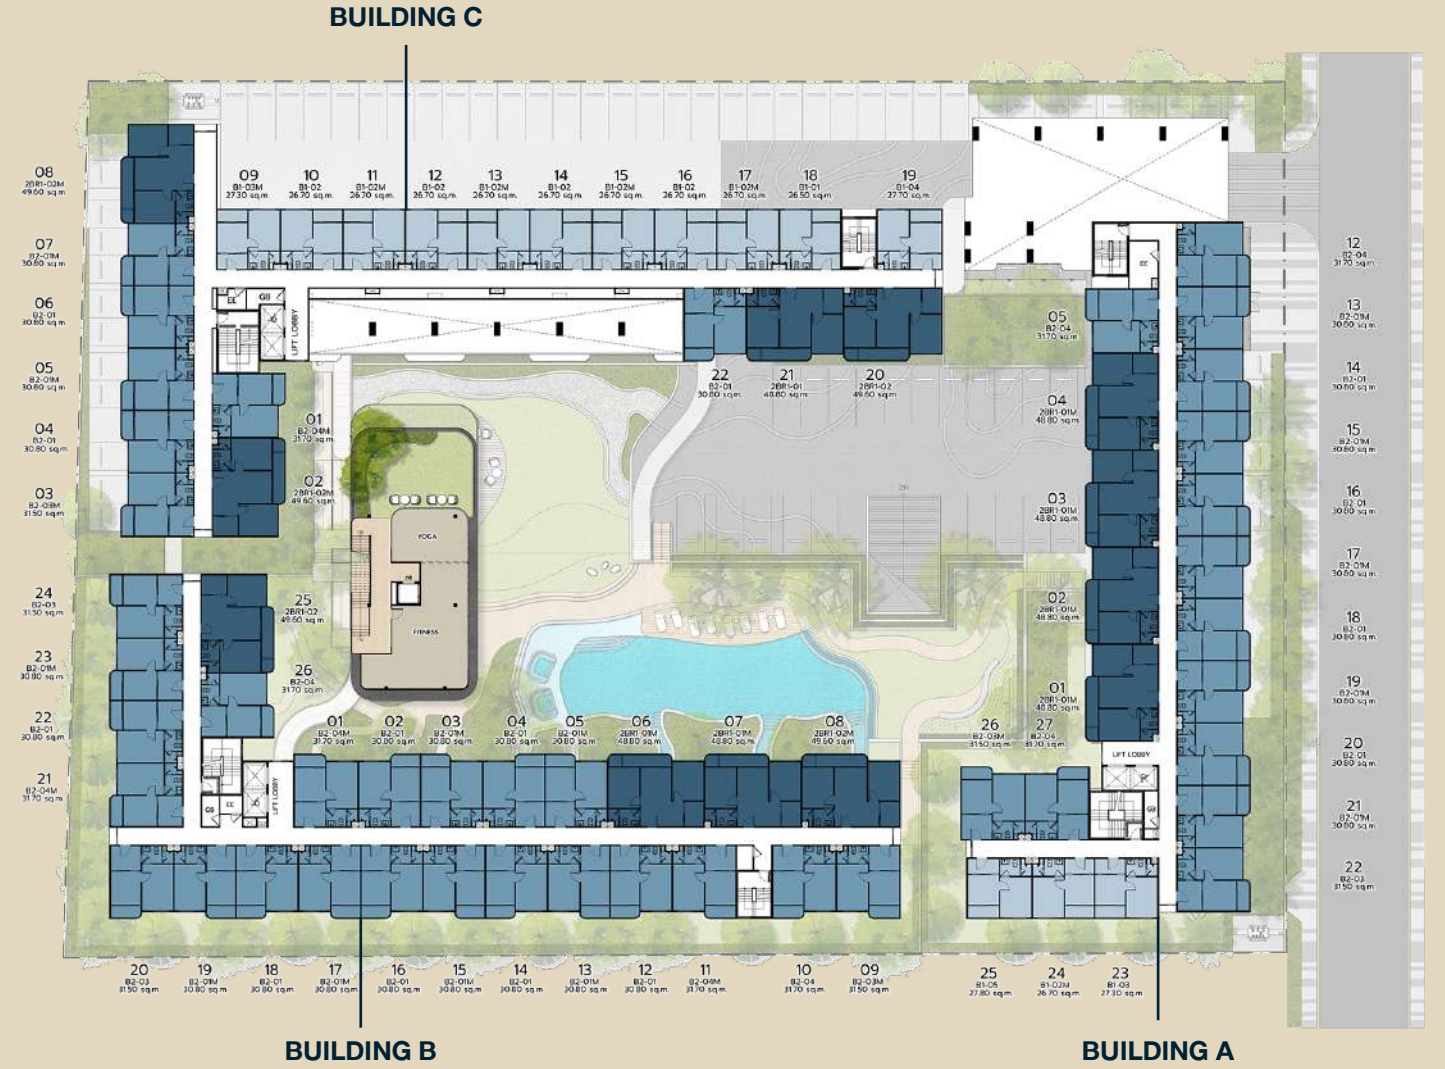 BUILDING C
08
2BR1-02M
49.60 sq.m.
09
B1-03M
27.30 sq.m.
10
B1-02
26.70 sq.m.
11
B1-02M
26.70 sq.m.
12
B1-02
26.70 sq.m.
13
B1-02M
26.70 sq.m.
14
B1-02
26.70 sq.m.
15
B1-02M
26.70 sq.m.
16
B1-02
26.70 sq.m.
17
B1-02M
26.70 sq.m.
18
B1-01
26.50 sq.m.
19
B1-04
27.70 sq.m.
07
B2-01M
30.80 sq.m.
06
B2-01
30.80 sq.m.
05
B2-01M
30.80 sq.m.
04
B2-01
30.80 sq.m.
03
B2-03M
31.50 sq.m.
EE
GB
LIFT LOBBY
01
B2-04M
31.70 sq.m.
02
2BR1-02M
49.60 sq.m.
22
B2-01
30.80 sq.m.
21
2BR1-01
48.80 sq.m.
20
2BR1-02
49.60 sq.m.
EE
05
B2-04
31.70 sq.m.
04
2BR1-01M
48.80 sq.m.
03
2BR1-01M
48.80 sq.m.
02
2BR1-01M
48.80 sq.m.
01
2BR1-01M
48.80 sq.m.
12
B2-04
31.70 sq.m.
13
B2-01M
30.80 sq.m.
14
B2-01
30.80 sq.m.
15
B2-01M
30.80 sq.m.
16
B2-01
30.80 sq.m.
17
B2-01M
30.80 sq.m.
18
B2-01
30.80 sq.m.
19
B2-01M
30.80 sq.m.
20
B2-01
30.80 sq.m.
21
B2-01M
30.80 sq.m.
22
B2-03
31.50 sq.m.
YOGA
FITNESS
DN
24
B2-03
31.50 sq.m.
23
B2-01M
30.80 sq.m.
22
B2-01
30.80 sq.m.
21
B2-04M
31.70 sq.m.
25
2BR1-02
49.60 sq.m.
26
B2-04
31.70 sq.m.
01
B2-04M
31.70 sq.m.
02
B2-01
30.80 sq.m.
03
B2-01M
30.80 sq.m.
04
B2-01
30.80 sq.m.
05
B2-01M
30.80 sq.m.
06
2BR1-01M
48.80 sq.m.
07
2BR1-01M
48.80 sq.m.
08
2BR1-02M
49.60 sq.m.
26
B2-03M
31.50 sq.m.
27
B2-04
31.70 sq.m.
LIFT LOBBY
GB
GB
EE
LIFT LOBBY
20
B2-03
31.50 sq.m.
19
B2-01M
30.80 sq.m.
18
B2-01
30.80 sq.m.
17
B2-01M
30.80 sq.m.
16
B2-01
30.80 sq.m.
15
B2-01M
30.80 sq.m.
14
B2-01
30.80 sq.m.
13
B2-01M
30.80 sq.m.
12
B2-01
30.80 sq.m.
11
B2-04M
31.70 sq.m.
10
B2-04
31.70 sq.m.
09
B2-03M
31.50 sq.m.
25
B1-05
27.80 sq.m.
24
B1-02M
26.70 sq.m.
23
B1-03
27.30 sq.m.
BUILDING B
BUILDING A